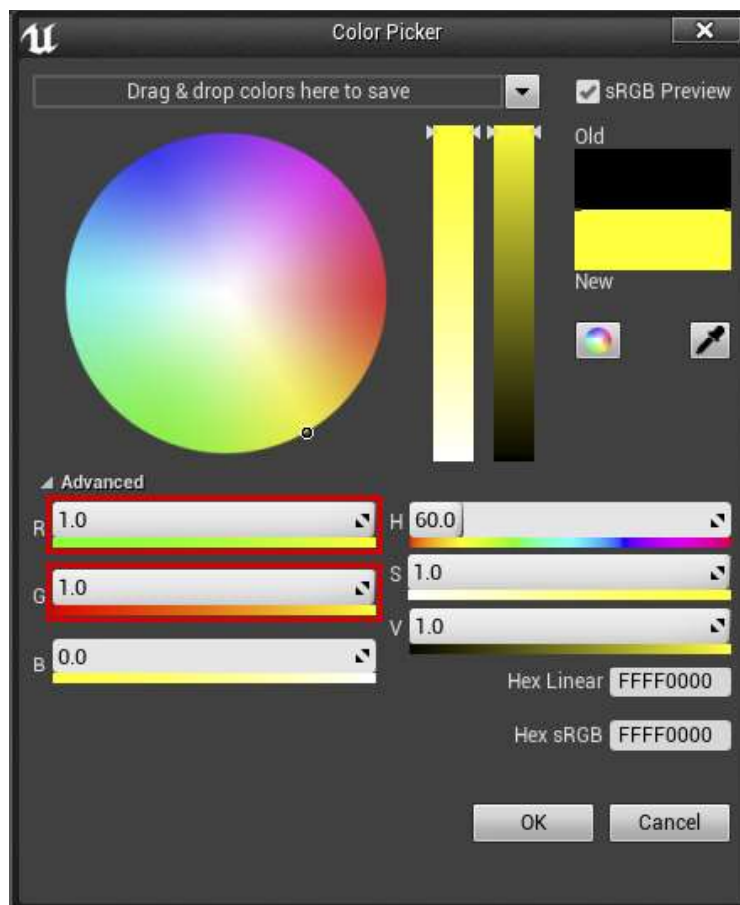 Color Picker
Drag & drop colors here to save
sRGB Preview
Old
New
Advanced
R 1.0
H 60.0
G 1.0
S 1.0
B 0.0
V 1.0
Hex Linear FFFF0000
Hex sRGB FFFF0000
OK
Cancel